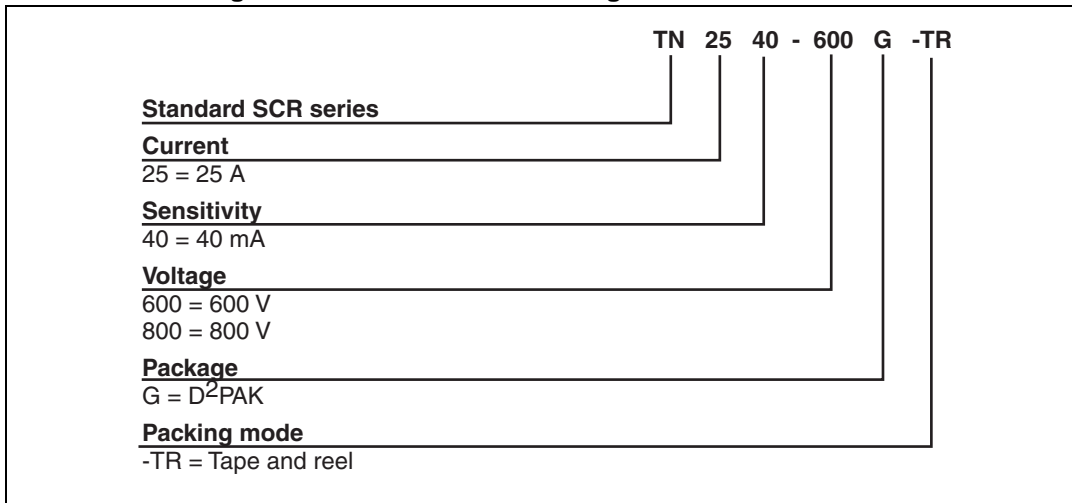 TN 25 40 - 600 G -TR
Standard SCR series
Current
25 = 25 A
Sensitivity
40 = 40 mA
Voltage
600 = 600 V
800 = 800 V
Package
G = D²PAK
Packing mode
-TR = Tape and reel